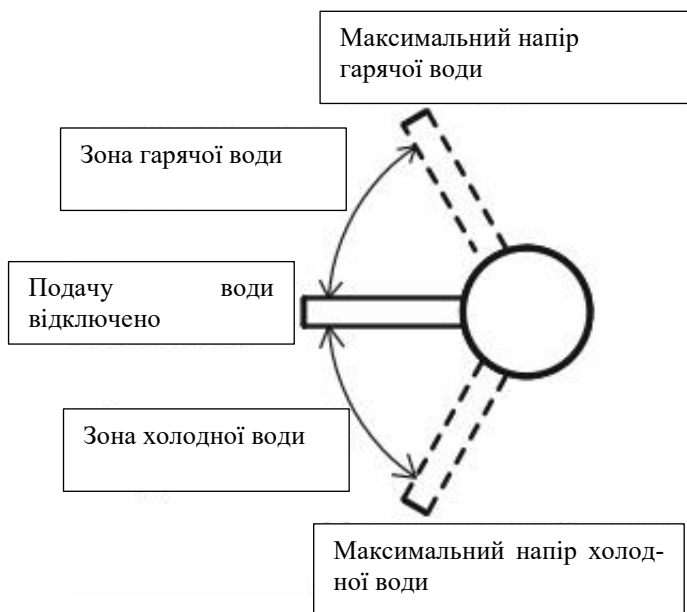 Максимальний напір
гарячої води
Зона гарячої води
Подачу води
відключено
Зона холодної води
Максимальний напір холод-
ної води